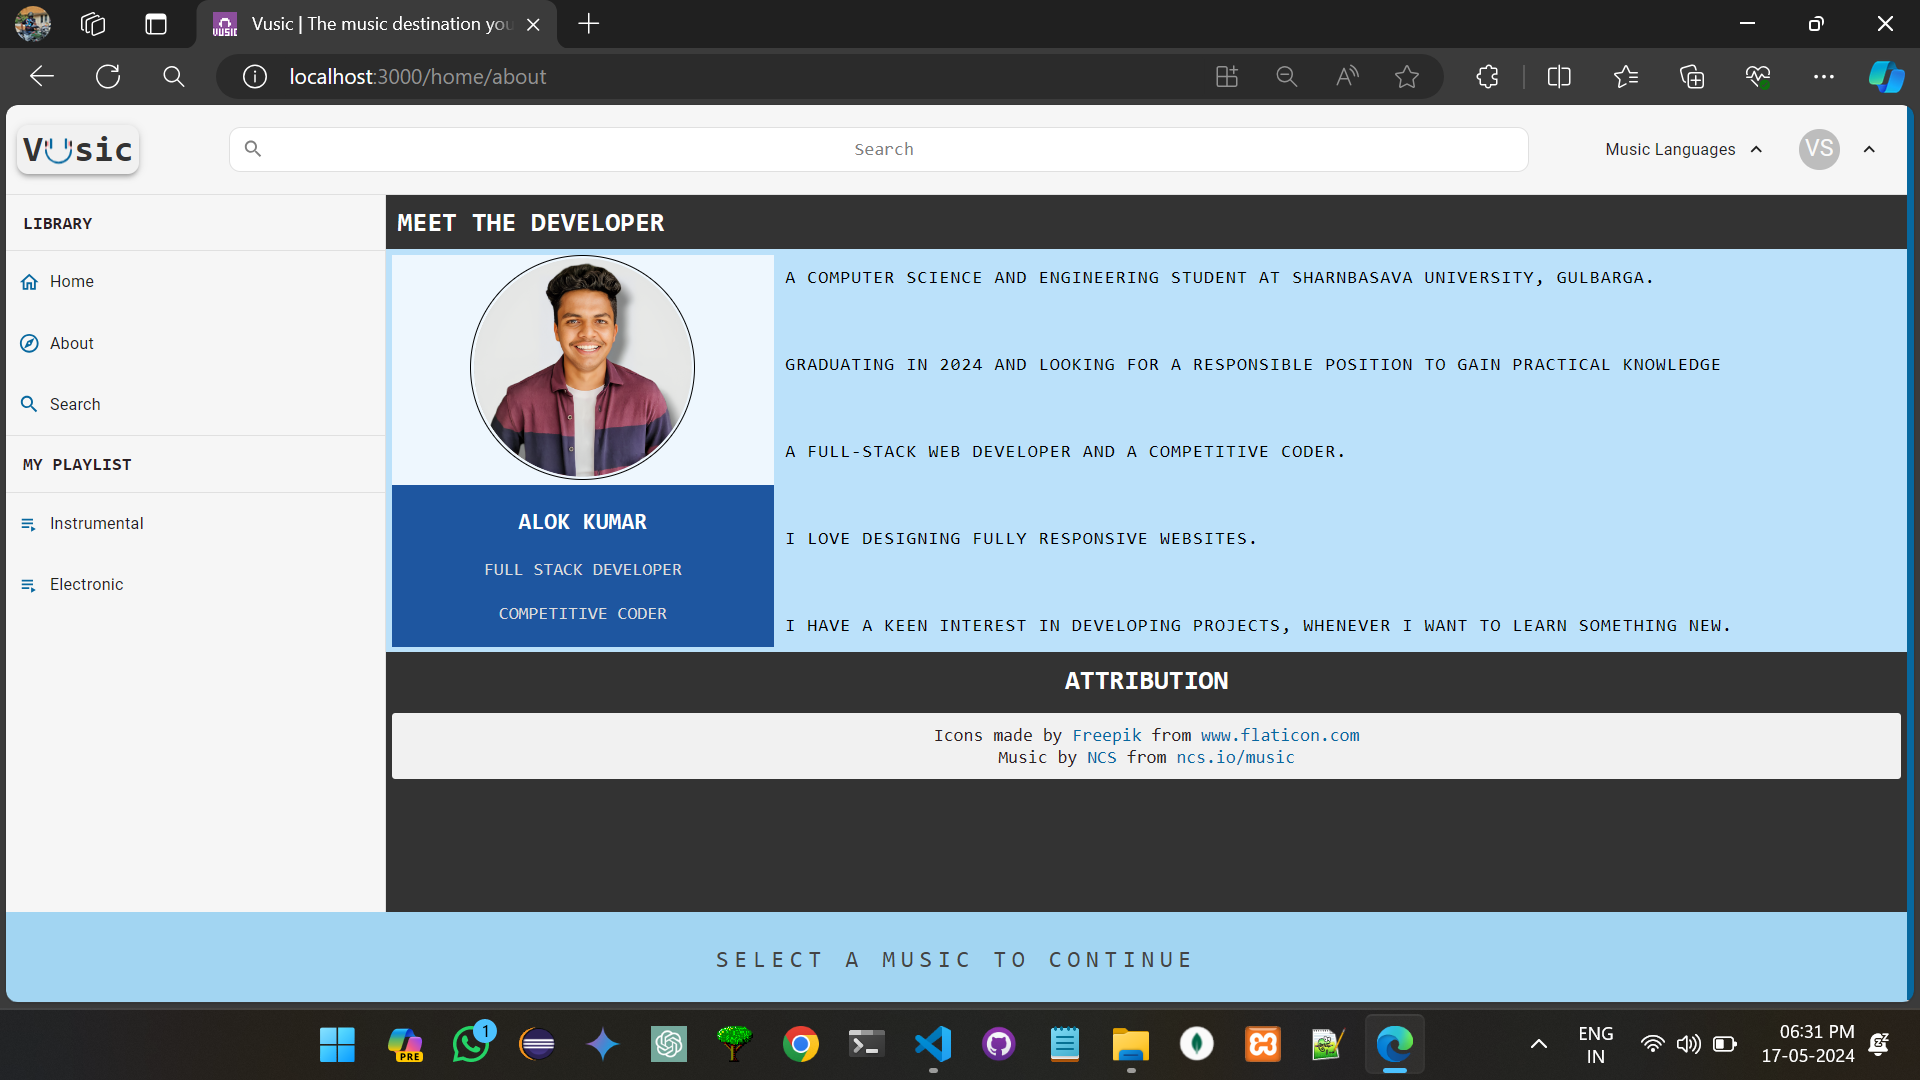 Vusic | The music destination you
localhost:3000/home/about
Vusic
Search
Music Languages
VS
LIBRARY
Home
About
Search
MY PLAYLIST
Instrumental
Electronic
MEET THE DEVELOPER
ALOK KUMAR
FULL STACK DEVELOPER
COMPETITIVE CODER
A COMPUTER SCIENCE AND ENGINEERING STUDENT AT SHARNBASAVA UNIVERSITY, GULBARGA.
GRADUATING IN 2024 AND LOOKING FOR A RESPONSIBLE POSITION TO GAIN PRACTICAL KNOWLEDGE
A FULL-STACK WEB DEVELOPER AND A COMPETITIVE CODER.
I LOVE DESIGNING FULLY RESPONSIVE WEBSITES.
I HAVE A KEEN INTEREST IN DEVELOPING PROJECTS, WHENEVER I WANT TO LEARN SOMETHING NEW.
ATTRIBUTION
Icons made by Freepik from www.flaticon.com
Music by NCS from ncs.io/music
SELECT A MUSIC TO CONTINUE
PRE
1
ENG
IN
06:31 PM
17-05-2024